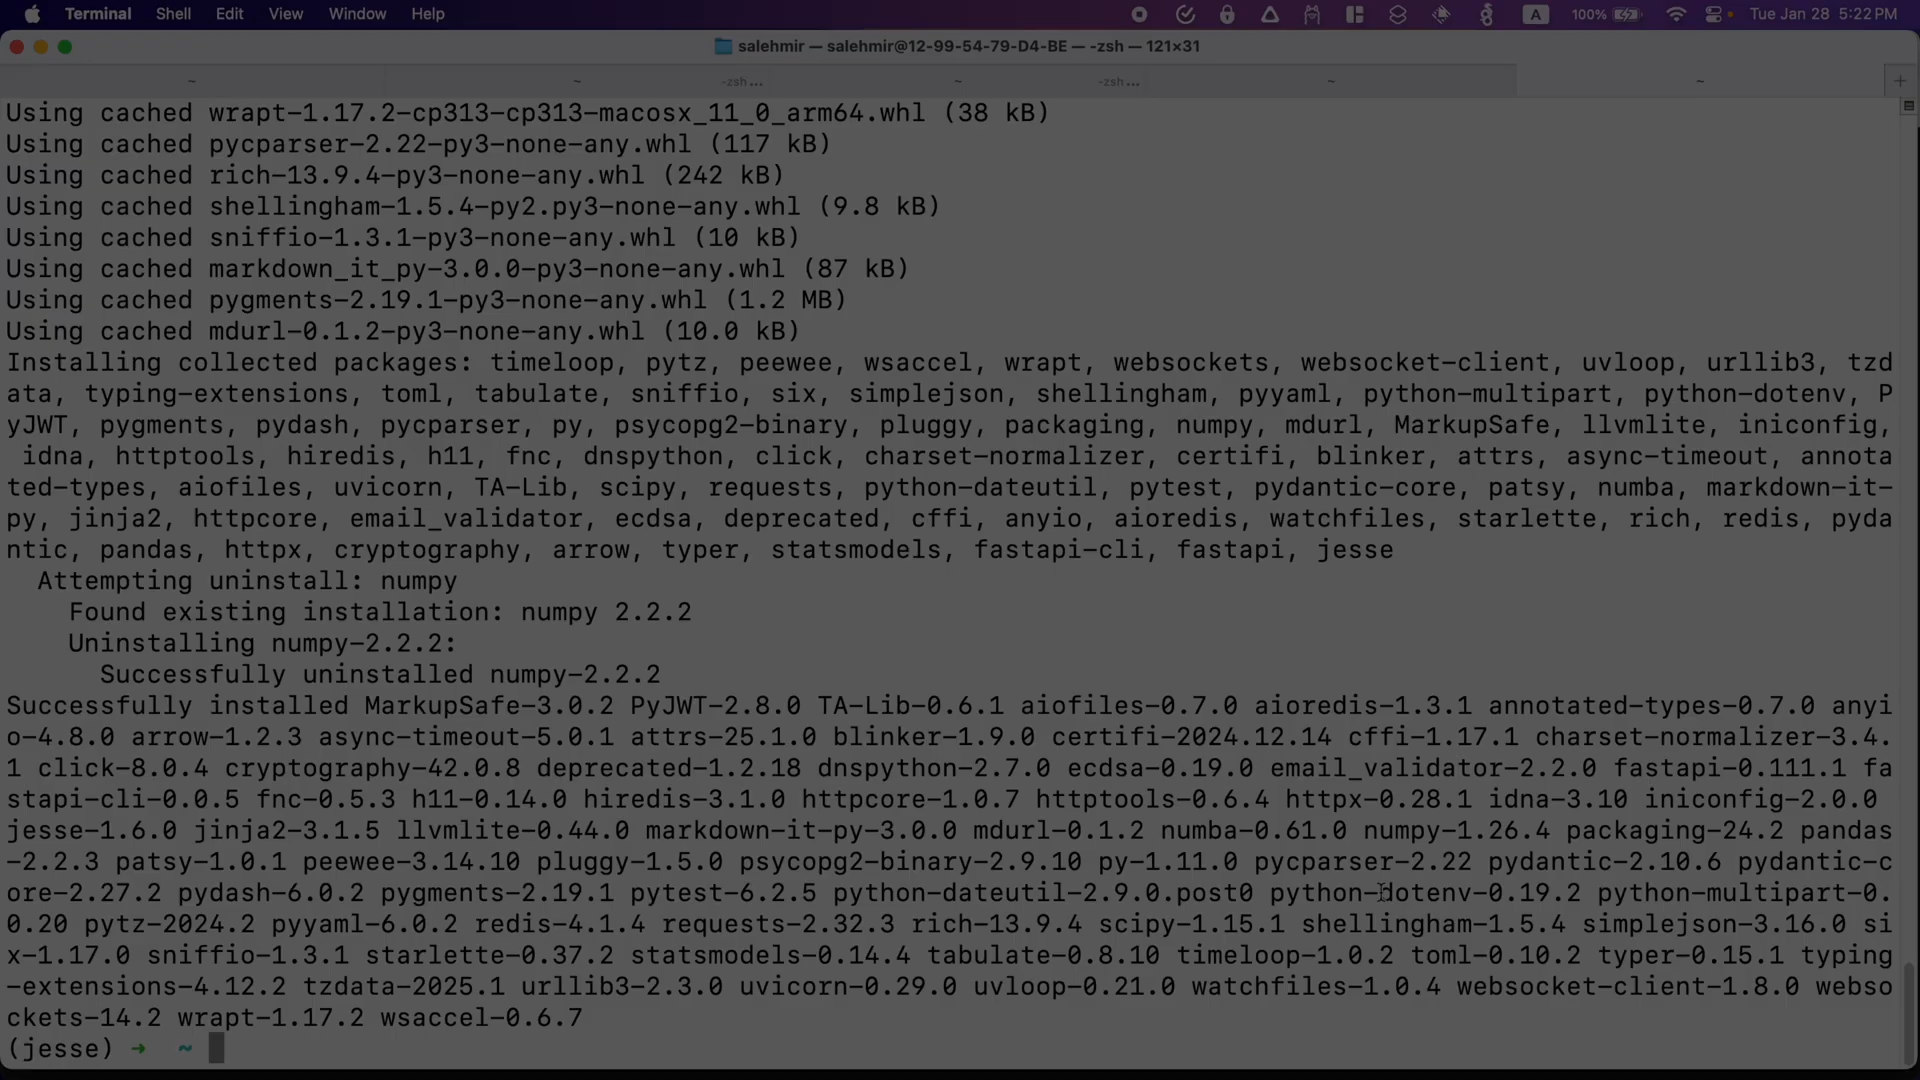 Terminal Shell Edit View Window Help A 100% Tue Jan 28 5:22 PM
salehmir — salehmir@12-99-54-79-D4-BE — -zsh — 121×31
~ ~ -zsh... ~ -zsh... ~ ~ +
Using cached wrapt-1.17.2-cp313-cp313-macosx_11_0_arm64.whl (38 kB)
Using cached pycparser-2.22-py3-none-any.whl (117 kB)
Using cached rich-13.9.4-py3-none-any.whl (242 kB)
Using cached shellingham-1.5.4-py2.py3-none-any.whl (9.8 kB)
Using cached sniffio-1.3.1-py3-none-any.whl (10 kB)
Using cached markdown_it_py-3.0.0-py3-none-any.whl (87 kB)
Using cached pygments-2.19.1-py3-none-any.whl (1.2 MB)
Using cached mdurl-0.1.2-py3-none-any.whl (10.0 kB)
Installing collected packages: timeloop, pytz, peewee, wsaccel, wrapt, websockets, websocket-client, uvloop, urllib3, tzd
ata, typing-extensions, toml, tabulate, sniffio, six, simplejson, shellingham, pyyaml, python-multipart, python-dotenv, P
yJWT, pygments, pydash, pycparser, py, psycopg2-binary, pluggy, packaging, numpy, mdurl, MarkupSafe, llvmlite, iniconfig,
 idna, httptools, hiredis, h11, fnc, dnspython, click, charset-normalizer, certifi, blinker, attrs, async-timeout, annota
ted-types, aiofiles, uvicorn, TA-Lib, scipy, requests, python-dateutil, pytest, pydantic-core, patsy, numba, markdown-it-
py, jinja2, httpcore, email_validator, ecdsa, deprecated, cffi, anyio, aioredis, watchfiles, starlette, rich, redis, pyda
ntic, pandas, httpx, cryptography, arrow, typer, statsmodels, fastapi-cli, fastapi, jesse
  Attempting uninstall: numpy
    Found existing installation: numpy 2.2.2
    Uninstalling numpy-2.2.2:
      Successfully uninstalled numpy-2.2.2
Successfully installed MarkupSafe-3.0.2 PyJWT-2.8.0 TA-Lib-0.6.1 aiofiles-0.7.0 aioredis-1.3.1 annotated-types-0.7.0 anyi
o-4.8.0 arrow-1.2.3 async-timeout-5.0.1 attrs-25.1.0 blinker-1.9.0 certifi-2024.12.14 cffi-1.17.1 charset-normalizer-3.4.
1 click-8.0.4 cryptography-42.0.8 deprecated-1.2.18 dnspython-2.7.0 ecdsa-0.19.0 email_validator-2.2.0 fastapi-0.111.1 fa
stapi-cli-0.0.5 fnc-0.5.3 h11-0.14.0 hiredis-3.1.0 httpcore-1.0.7 httptools-0.6.4 httpx-0.28.1 idna-3.10 iniconfig-2.0.0
jesse-1.6.0 jinja2-3.1.5 llvmlite-0.44.0 markdown-it-py-3.0.0 mdurl-0.1.2 numba-0.61.0 numpy-1.26.4 packaging-24.2 pandas
-2.2.3 patsy-1.0.1 peewee-3.14.10 pluggy-1.5.0 psycopg2-binary-2.9.10 py-1.11.0 pycparser-2.22 pydantic-2.10.6 pydantic-c
ore-2.27.2 pydash-6.0.2 pygments-2.19.1 pytest-6.2.5 python-dateutil-2.9.0.post0 python-dotenv-0.19.2 python-multipart-0.
0.20 pytz-2024.2 pyyaml-6.0.2 redis-4.1.4 requests-2.32.3 rich-13.9.4 scipy-1.15.1 shellingham-1.5.4 simplejson-3.16.0 si
x-1.17.0 sniffio-1.3.1 starlette-0.37.2 statsmodels-0.14.4 tabulate-0.8.10 timeloop-1.0.2 toml-0.10.2 typer-0.15.1 typing
-extensions-4.12.2 tzdata-2025.1 urllib3-2.3.0 uvicorn-0.29.0 uvloop-0.21.0 watchfiles-1.0.4 websocket-client-1.8.0 webso
ckets-14.2 wrapt-1.17.2 wsaccel-0.6.7
(jesse) ➜ ~